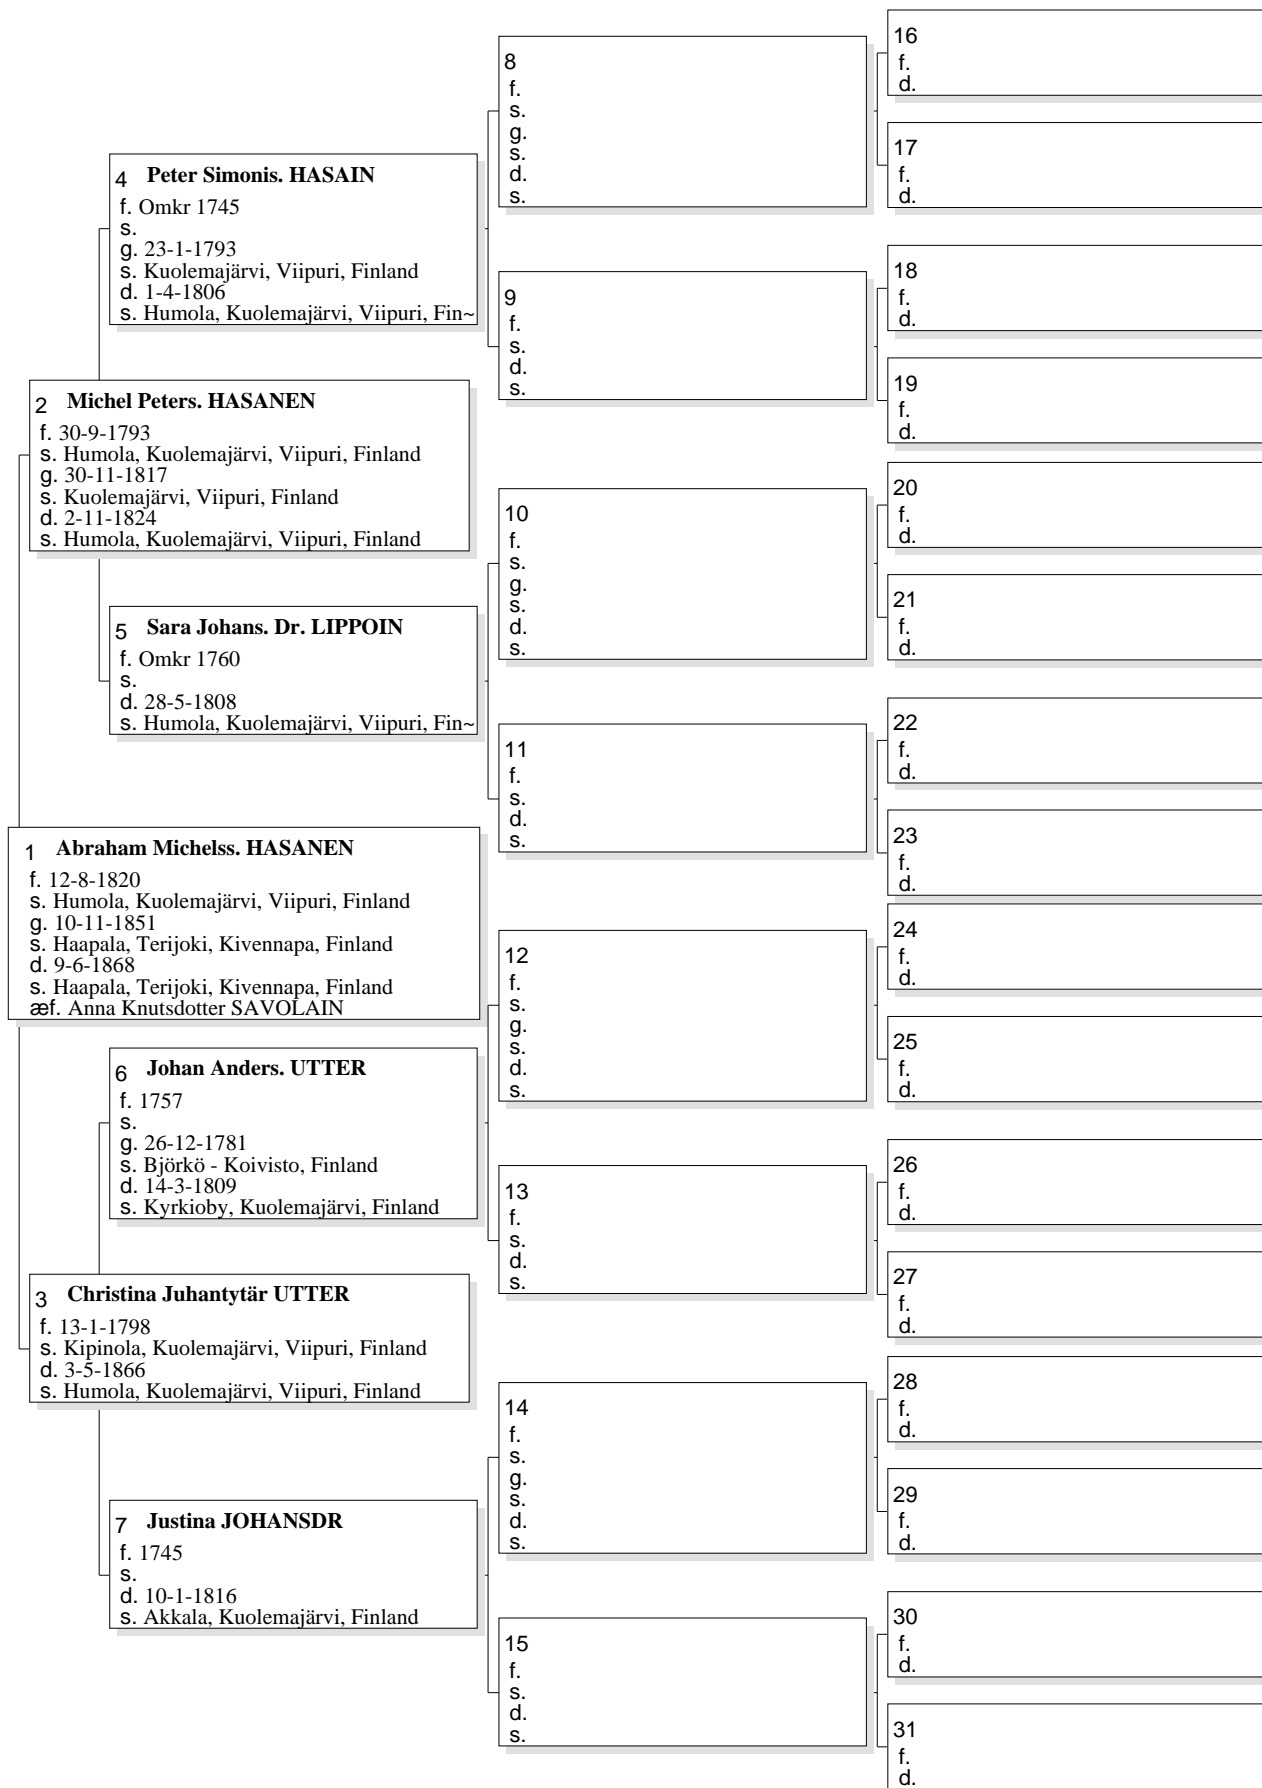 1 Abraham Michelss. HASANEN
f. 12-8-1820
s. Humola, Kuolemajärvi, Viipuri, Finland
g. 10-11-1851
s. Haapala, Terijoki, Kivennapa, Finland
d. 9-6-1868
s. Haapala, Terijoki, Kivennapa, Finland
æf. Anna Knutsdotter SAVOLAIN
2 Michel Peters. HASANEN
f. 30-9-1793
s. Humola, Kuolemajärvi, Viipuri, Finland
g. 30-11-1817
s. Kuolemajärvi, Viipuri, Finland
d. 2-11-1824
s. Humola, Kuolemajärvi, Viipuri, Finland
3 Christina Juhantytär UTTER
f. 13-1-1798
s. Kipinola, Kuolemajärvi, Viipuri, Finland
d. 3-5-1866
s. Humola, Kuolemajärvi, Viipuri, Finland
4 Peter Simonis. HASAIN
f. Omkr 1745
s.
g. 23-1-1793
s. Kuolemajärvi, Viipuri, Finland
d. 1-4-1806
s. Humola, Kuolemajärvi, Viipuri, Fin~
5 Sara Johans. Dr. LIPPOIN
f. Omkr 1760
s.
d. 28-5-1808
s. Humola, Kuolemajärvi, Viipuri, Fin~
6 Johan Anders. UTTER
f. 1757
s.
g. 26-12-1781
s. Björkö - Koivisto, Finland
d. 14-3-1809
s. Kyrkioby, Kuolemajärvi, Finland
7 Justina JOHANSDR
f. 1745
s.
d. 10-1-1816
s. Akkala, Kuolemajärvi, Finland
8
f.
s.
g.
s.
d.
s.
9
f.
s.
d.
s.
10
f.
s.
g.
s.
d.
s.
11
f.
s.
d.
s.
12
f.
s.
g.
s.
d.
s.
13
f.
s.
d.
s.
14
f.
s.
g.
s.
d.
s.
15
f.
s.
d.
s.
16
f.
d.
17
f.
d.
18
f.
d.
19
f.
d.
20
f.
d.
21
f.
d.
22
f.
d.
23
f.
d.
24
f.
d.
25
f.
d.
26
f.
d.
27
f.
d.
28
f.
d.
29
f.
d.
30
f.
d.
31
f.
d.